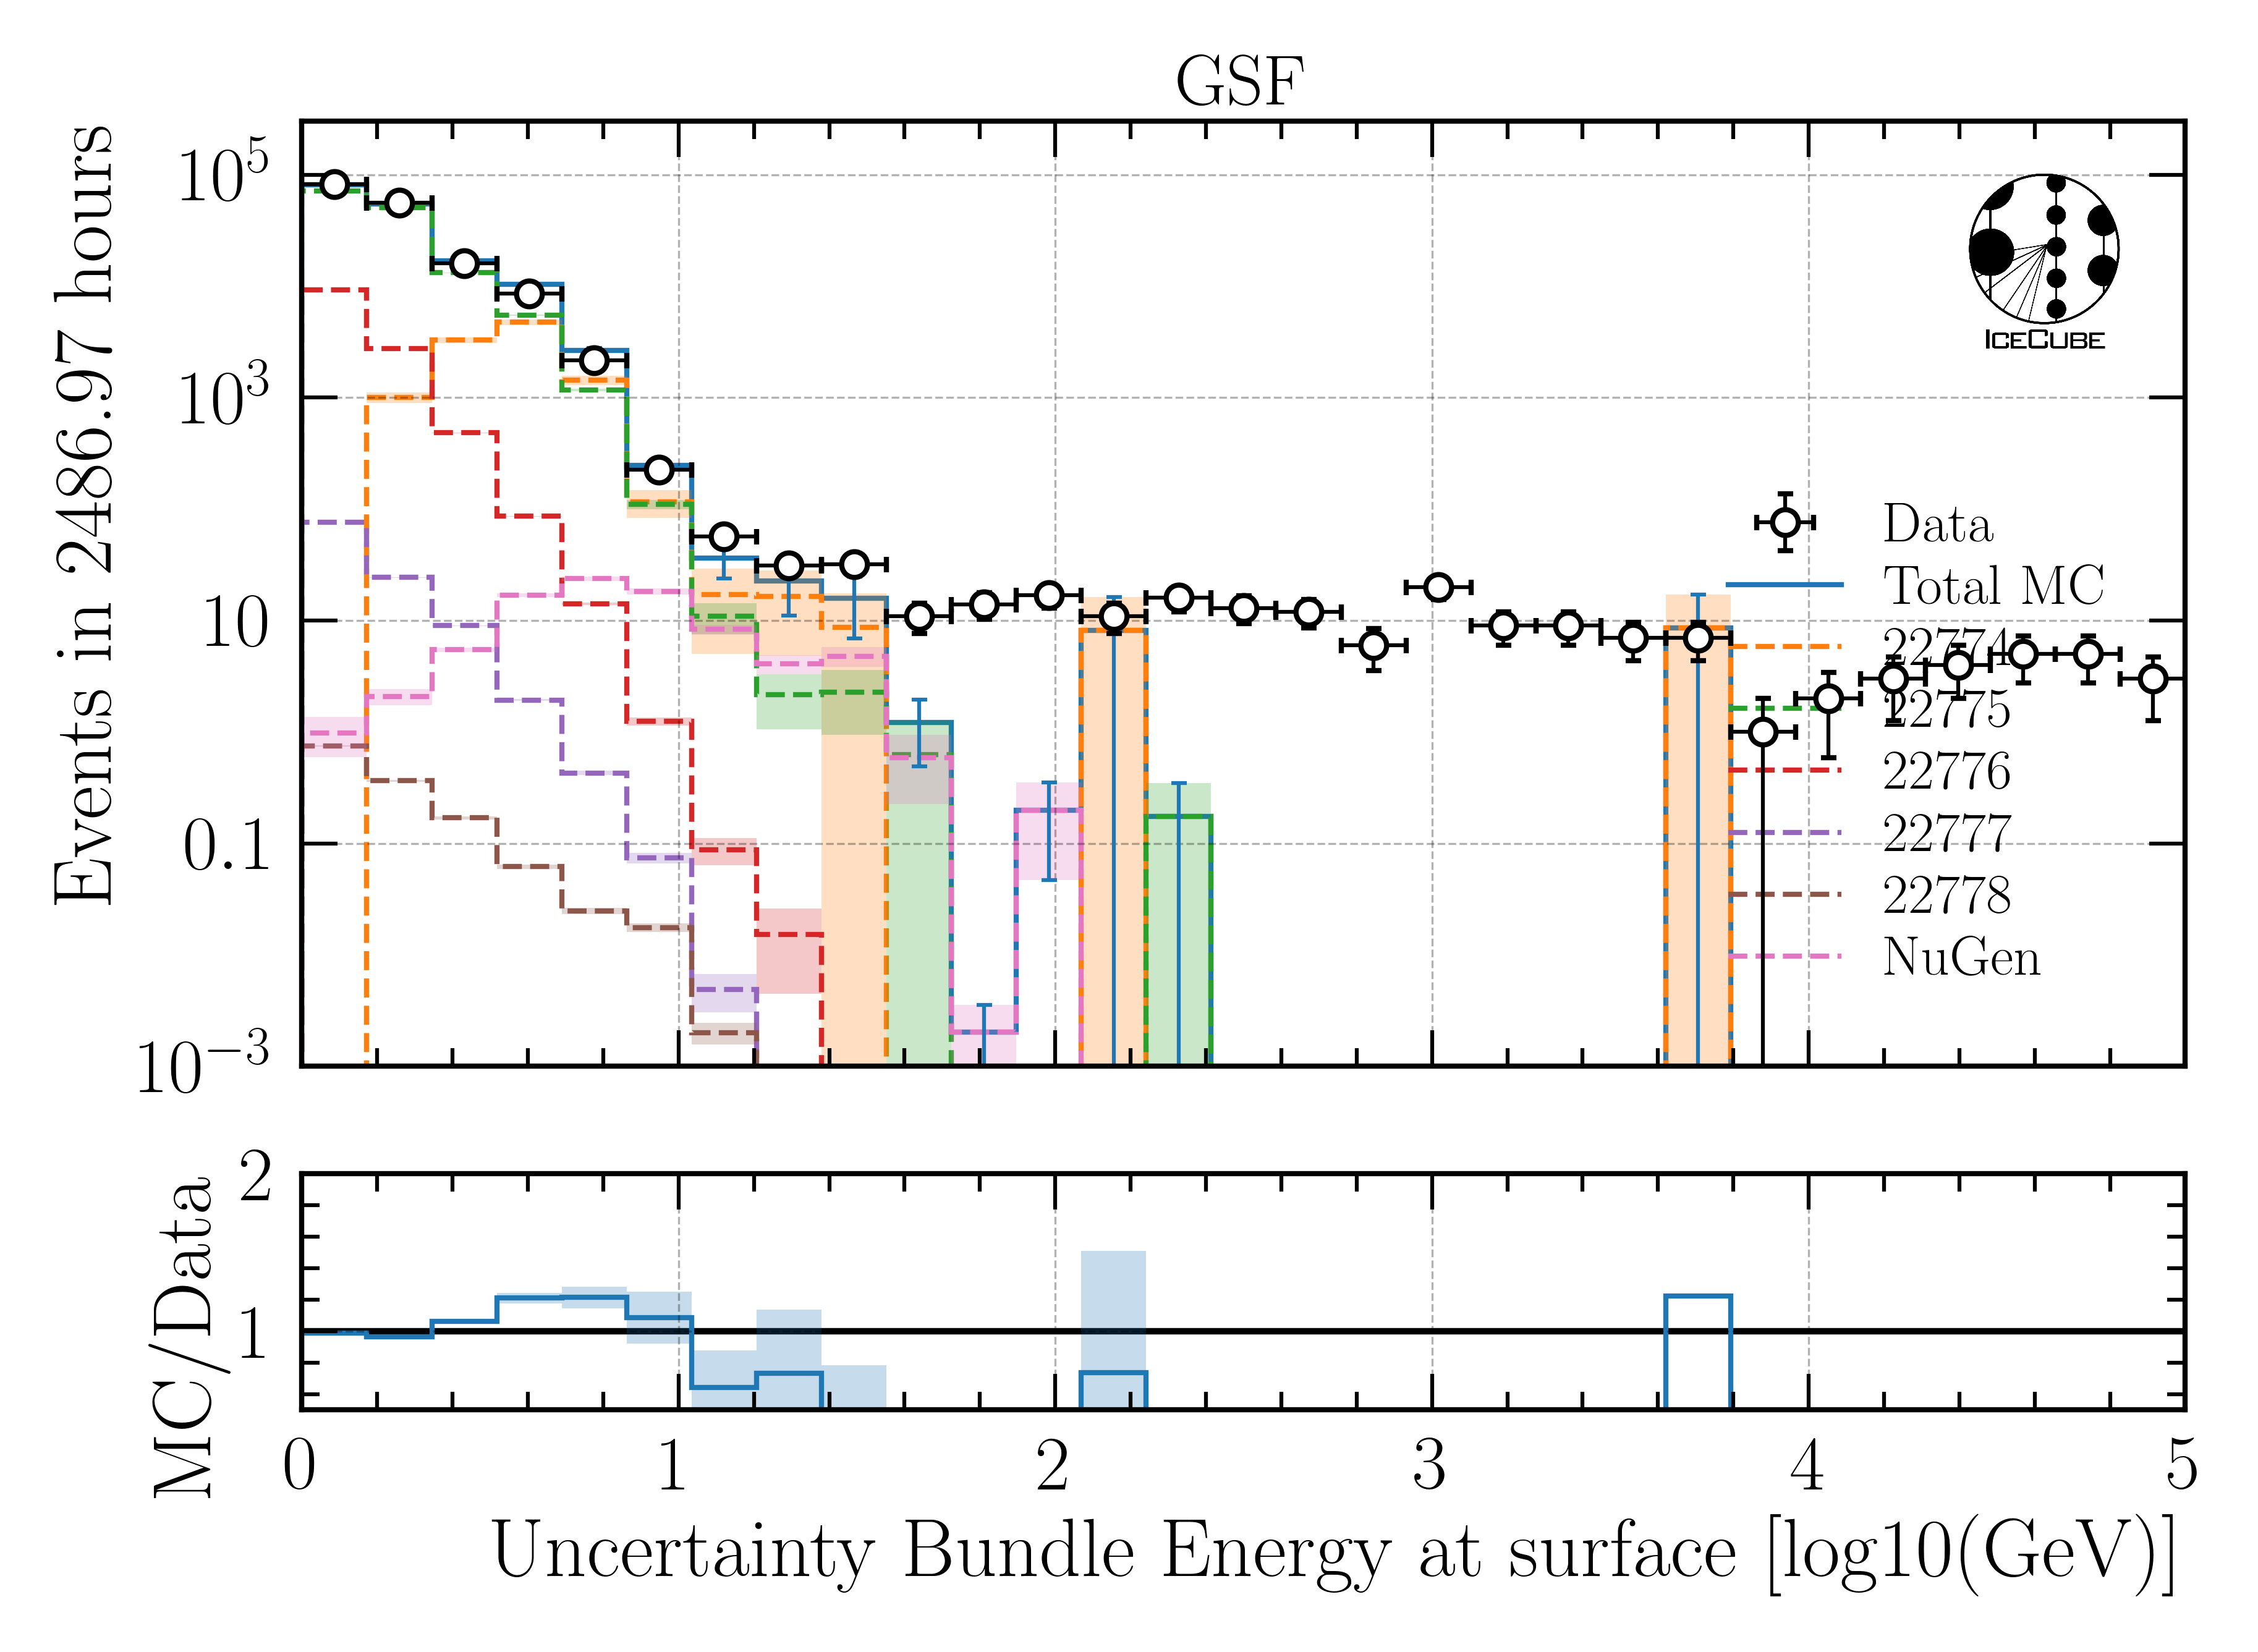 GSF
Events in 2486.97 hours
10^5
10^3
10
0.1
10^−3
ICECUBE
Data
Total MC
22774
22775
22776
22777
22778
NuGen
MC/Data
2
1
0 1 2 3 4 5
Uncertainty Bundle Energy at surface [log10(GeV)]